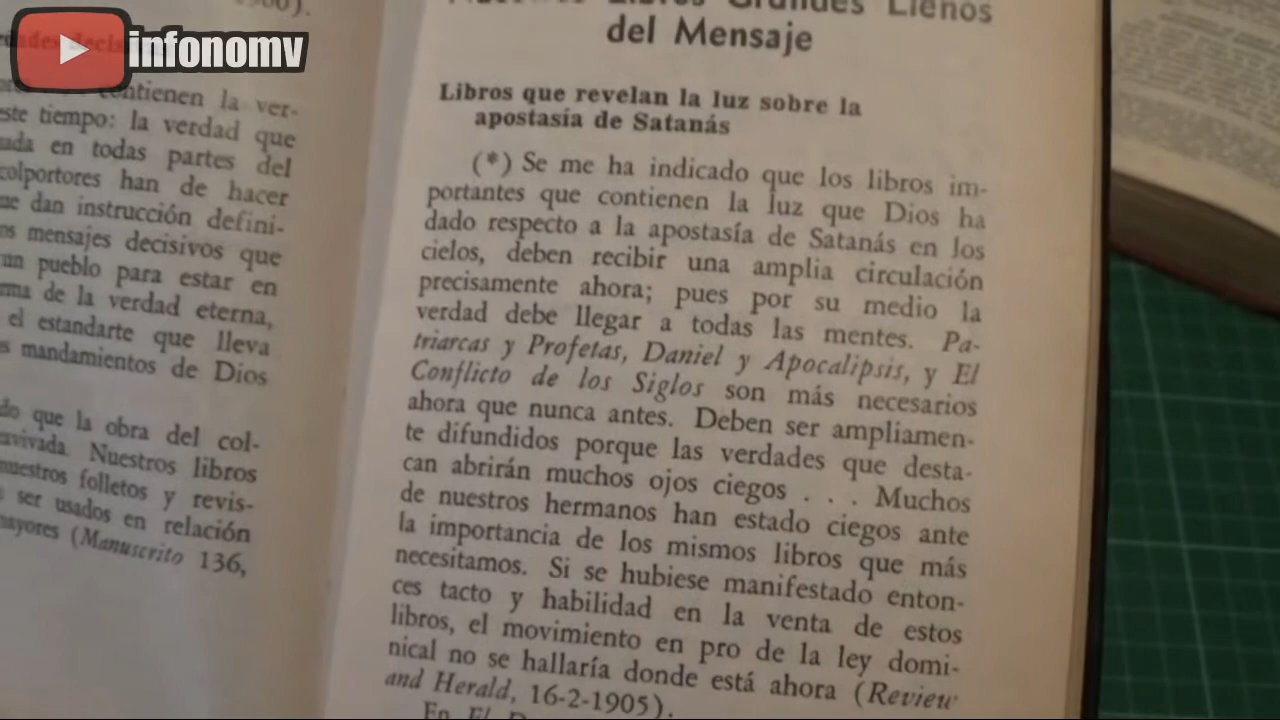 infonomv
1960).
contienen la ver-
este tiempo: la verdad que
en todas partes del
colportores han de hacer
dan instrucción defini-
mensajes decisivos que
un pueblo para estar en
de la verdad eterna,
el estandarte que lleva
mandamientos de Dios
que la obra del col-
Nuestros libros
nuestros folletos y revis-
ser usados en relación
mayores (Manuscrito 136,
Libros Grandes Llenos
del Mensaje
Libros que revelan la luz sobre la
apostasía de Satanás
(*) Se me ha indicado que los libros im-
portantes que contienen la luz que Dios ha
dado respecto a la apostasía de Satanás en los
cielos, deben recibir una amplia circulación
precisamente ahora; pues por su medio la
verdad debe llegar a todas las mentes. Pa-
triarcas y Profetas, Daniel y Apocalipsis, y El
Conflicto de los Siglos son más necesarios
ahora que nunca antes. Deben ser ampliamen-
te difundidos porque las verdades que desta-
can abrirán muchos ojos ciegos . . . Muchos
de nuestros hermanos han estado ciegos ante
la importancia de los mismos libros que más
necesitamos. Si se hubiese manifestado enton-
ces tacto y habilidad en la venta de estos
libros, el movimiento en pro de la ley domi-
nical no se hallaría donde está ahora (Review
and Herald, 16-2-1905).
En El